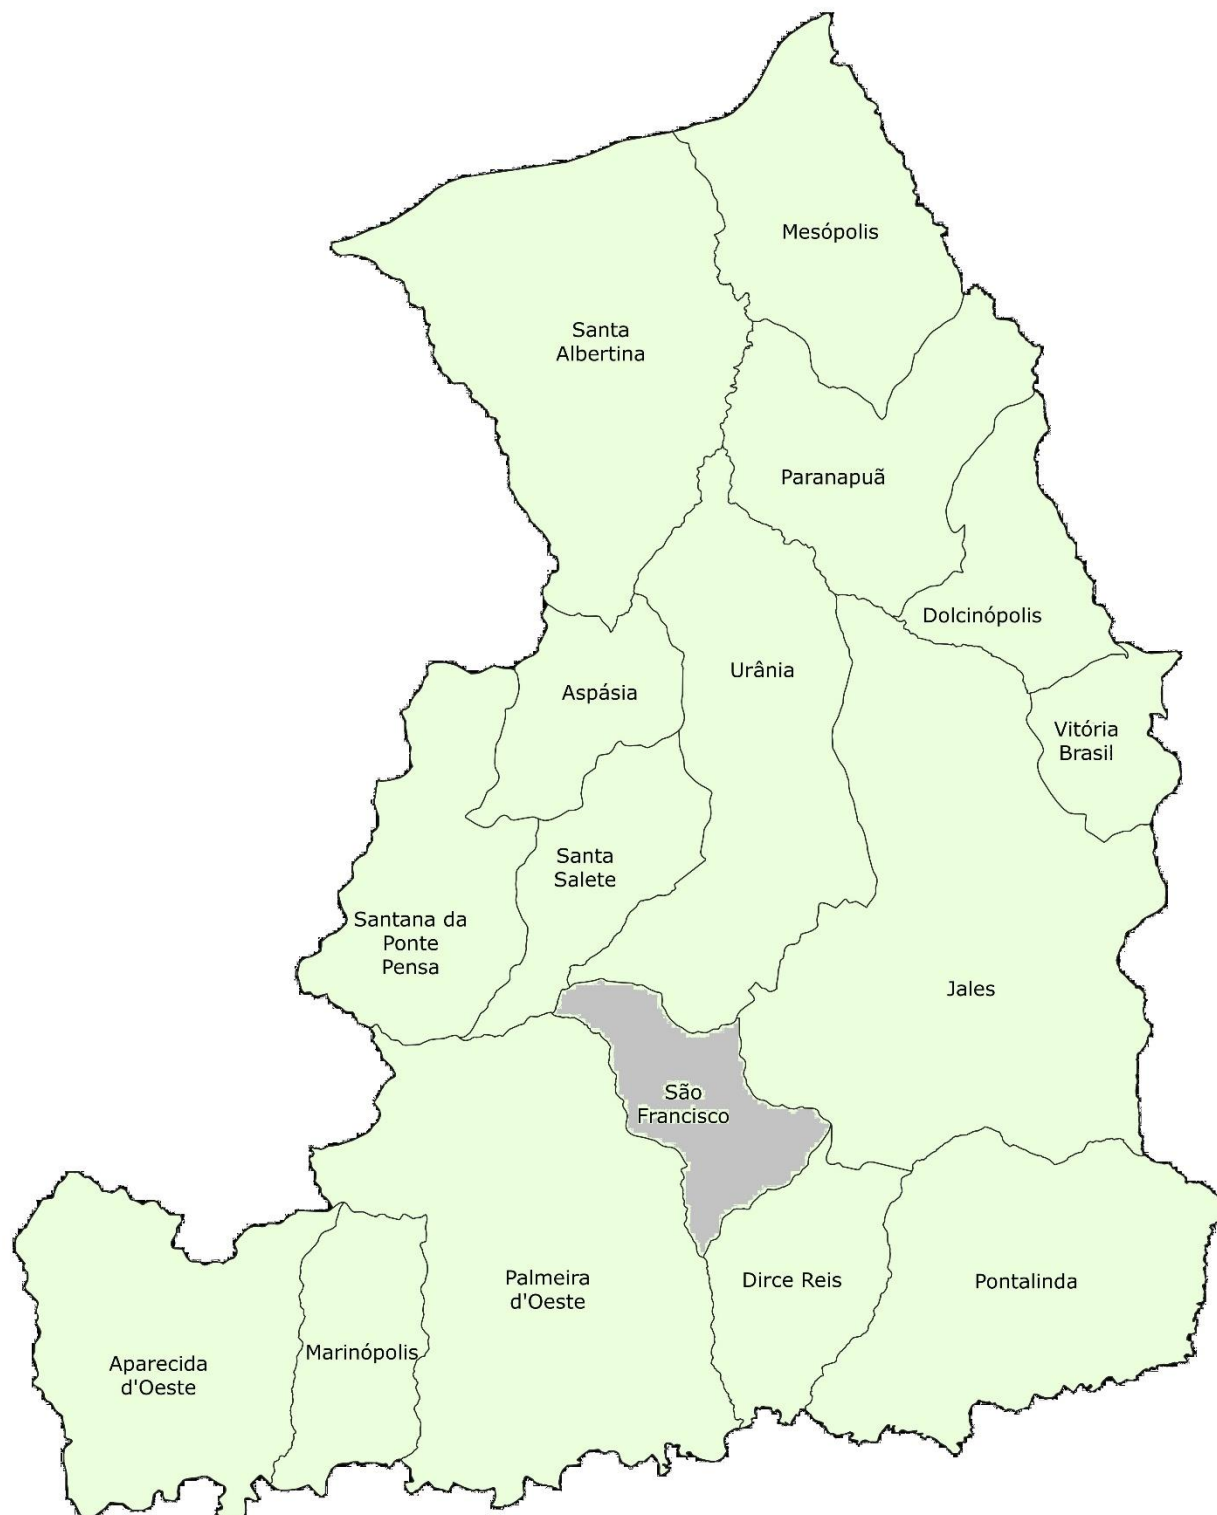 Mesópolis
Santa
Albertina
Paranapuã
Dolcinópolis
Urânia
Aspásia
Vitória
Brasil
Santa
Salete
Santana da
Ponte
Pensa
Jales
São
Francisco
Palmeira
d'Oeste
Dirce Reis
Pontalinda
Marinópolis
Aparecida
d'Oeste